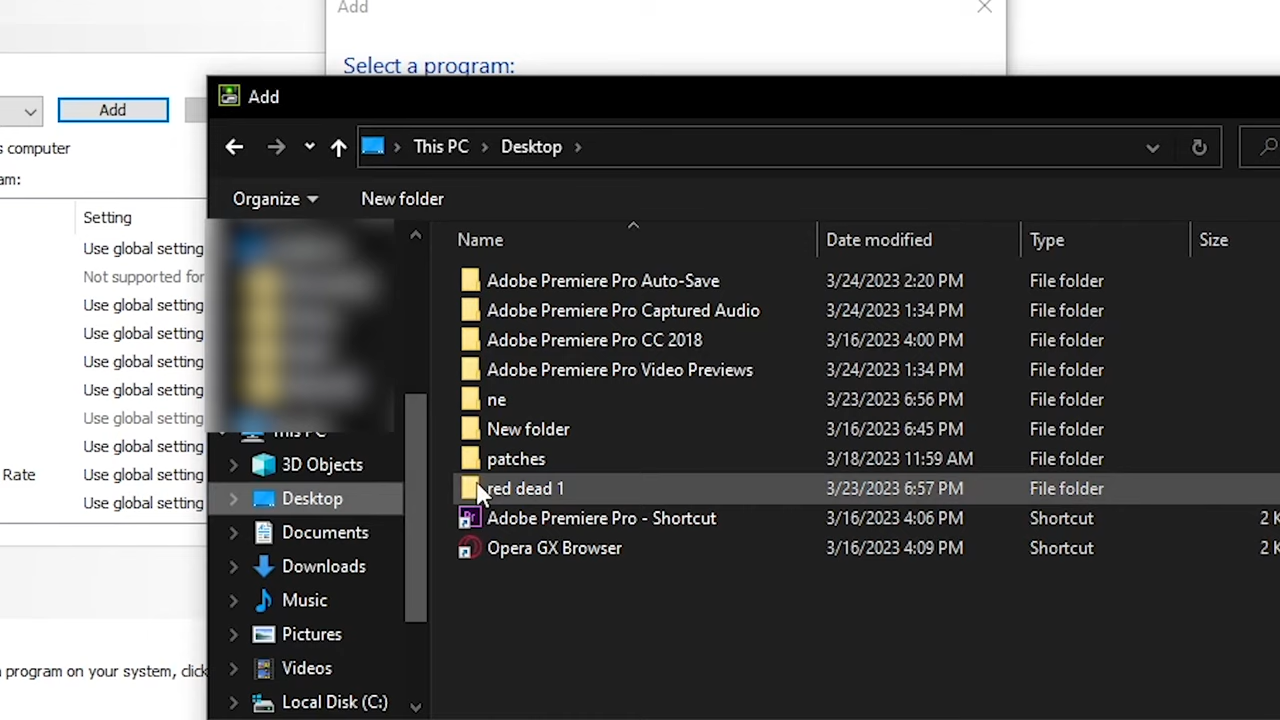 Add
Select a program:
Add
Add
s computer
am:
This PC
Desktop
Organize
New folder
Setting
Name
Date modified
Type
Size
Use global setting
Not supported for
Use global setting
Use global setting
Use global setting
Use global setting
Use global setting
Use global setting
Rate
Use global setting
Use global setting
Adobe Premiere Pro Auto-Save 3/24/2023 2:20 PM File folder
Adobe Premiere Pro Captured Audio 3/24/2023 1:34 PM File folder
Adobe Premiere Pro CC 2018 3/16/2023 4:00 PM File folder
Adobe Premiere Pro Video Previews 3/24/2023 1:34 PM File folder
ne 3/23/2023 6:56 PM File folder
New folder 3/16/2023 6:45 PM File folder
patches 3/18/2023 11:59 AM File folder
red dead 1 3/23/2023 6:57 PM File folder
Adobe Premiere Pro - Shortcut 3/16/2023 4:06 PM Shortcut 2 K
Opera GX Browser 3/16/2023 4:09 PM Shortcut 2 K
This PC
3D Objects
Desktop
Documents
Downloads
Music
Pictures
Videos
Local Disk (C:)
a program on your system, click